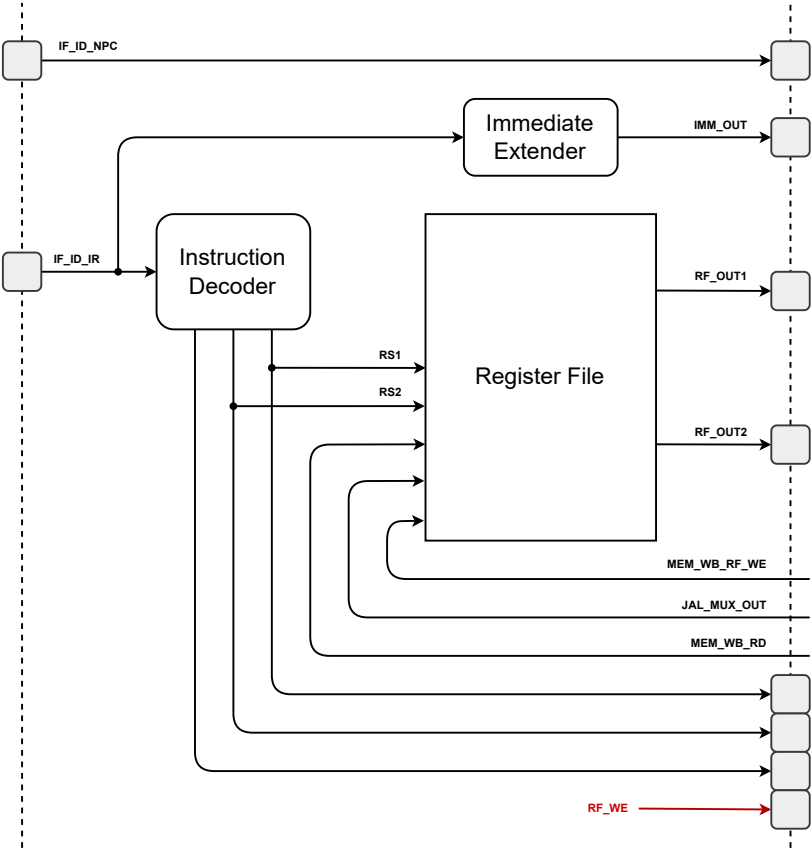 IF_ID_NPC
Immediate
Extender
IMM_OUT
IF_ID_IR
Instruction
Decoder
RF_OUT1
RS1
Register File
RS2
RF_OUT2
MEM_WB_RF_WE
JAL_MUX_OUT
MEM_WB_RD
RF_WE